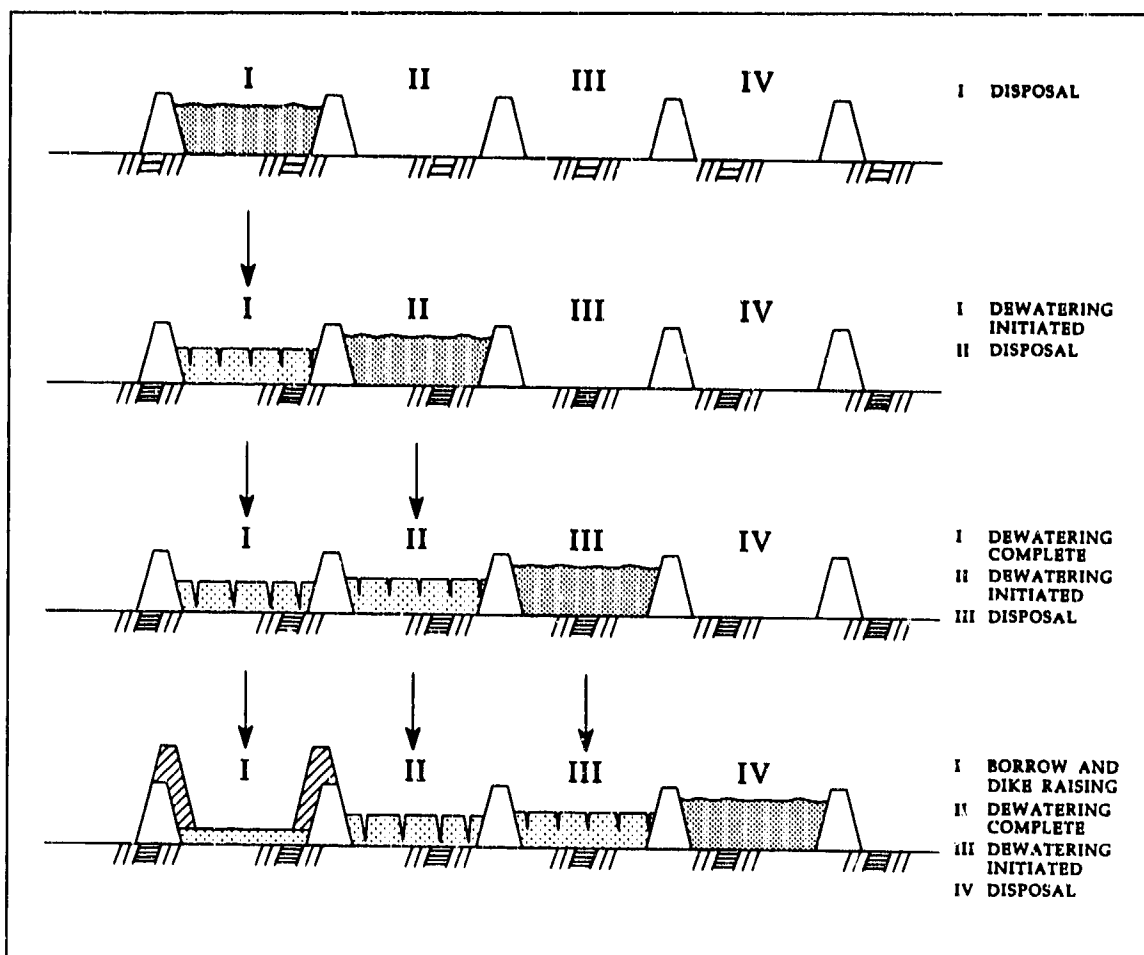 I II III IV
I DISPOSAL
I II III IV
I DEWATERING
INITIATED
II DISPOSAL
I II III IV
I DEWATERING
COMPLETE
II DEWATERING
INITIATED
III DISPOSAL
I II III IV
I BORROW AND
DIKE RAISING
II DEWATERING
COMPLETE
III DEWATERING
INITIATED
IV DISPOSAL